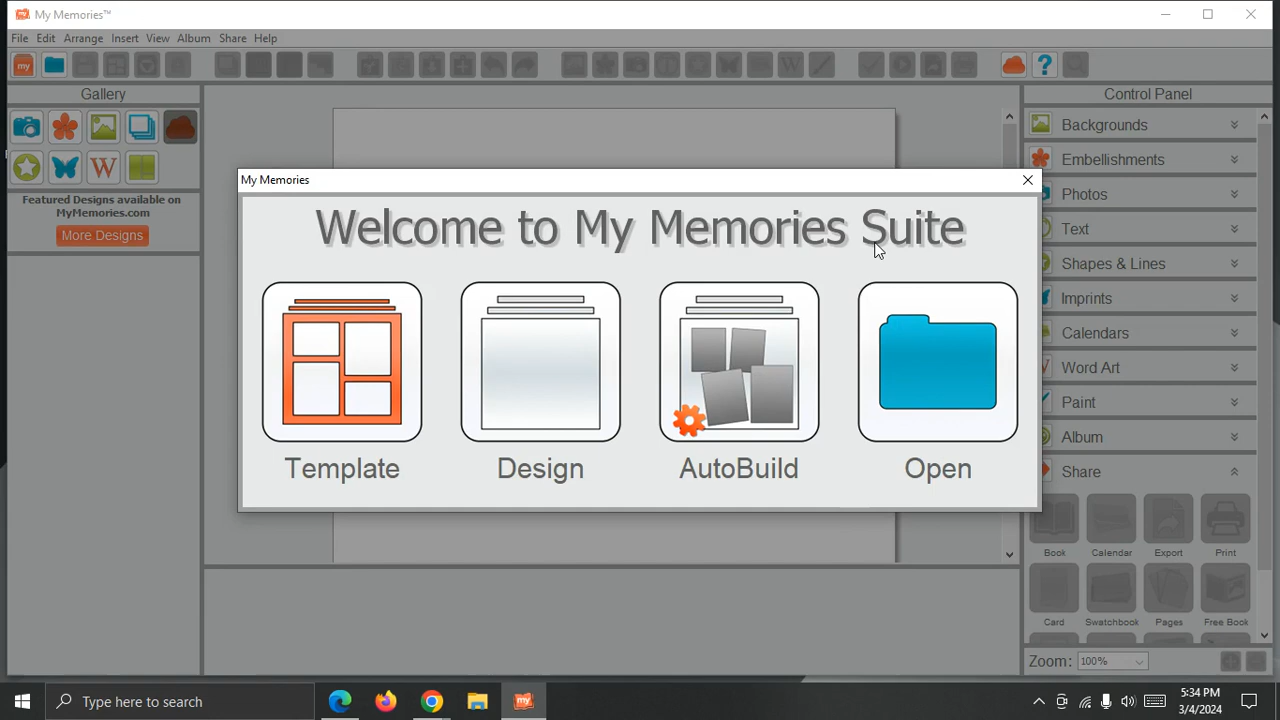 my My Memories™
File Edit Arrange Insert View Album Share Help
my W ?
Gallery
W
Featured Designs available on
MyMemories.com
More Designs
Control Panel
Backgrounds
Embellishments
Photos
Text
Shapes & Lines
Imprints
Calendars
Word Art
Paint
Album
Share
Book Calendar Export Print
Card Swatchbook Pages Free Book
Zoom: 100%
My Memories
Welcome to My Memories Suite
Template Design AutoBuild Open
Type here to search
my
5:34 PM
3/4/2024